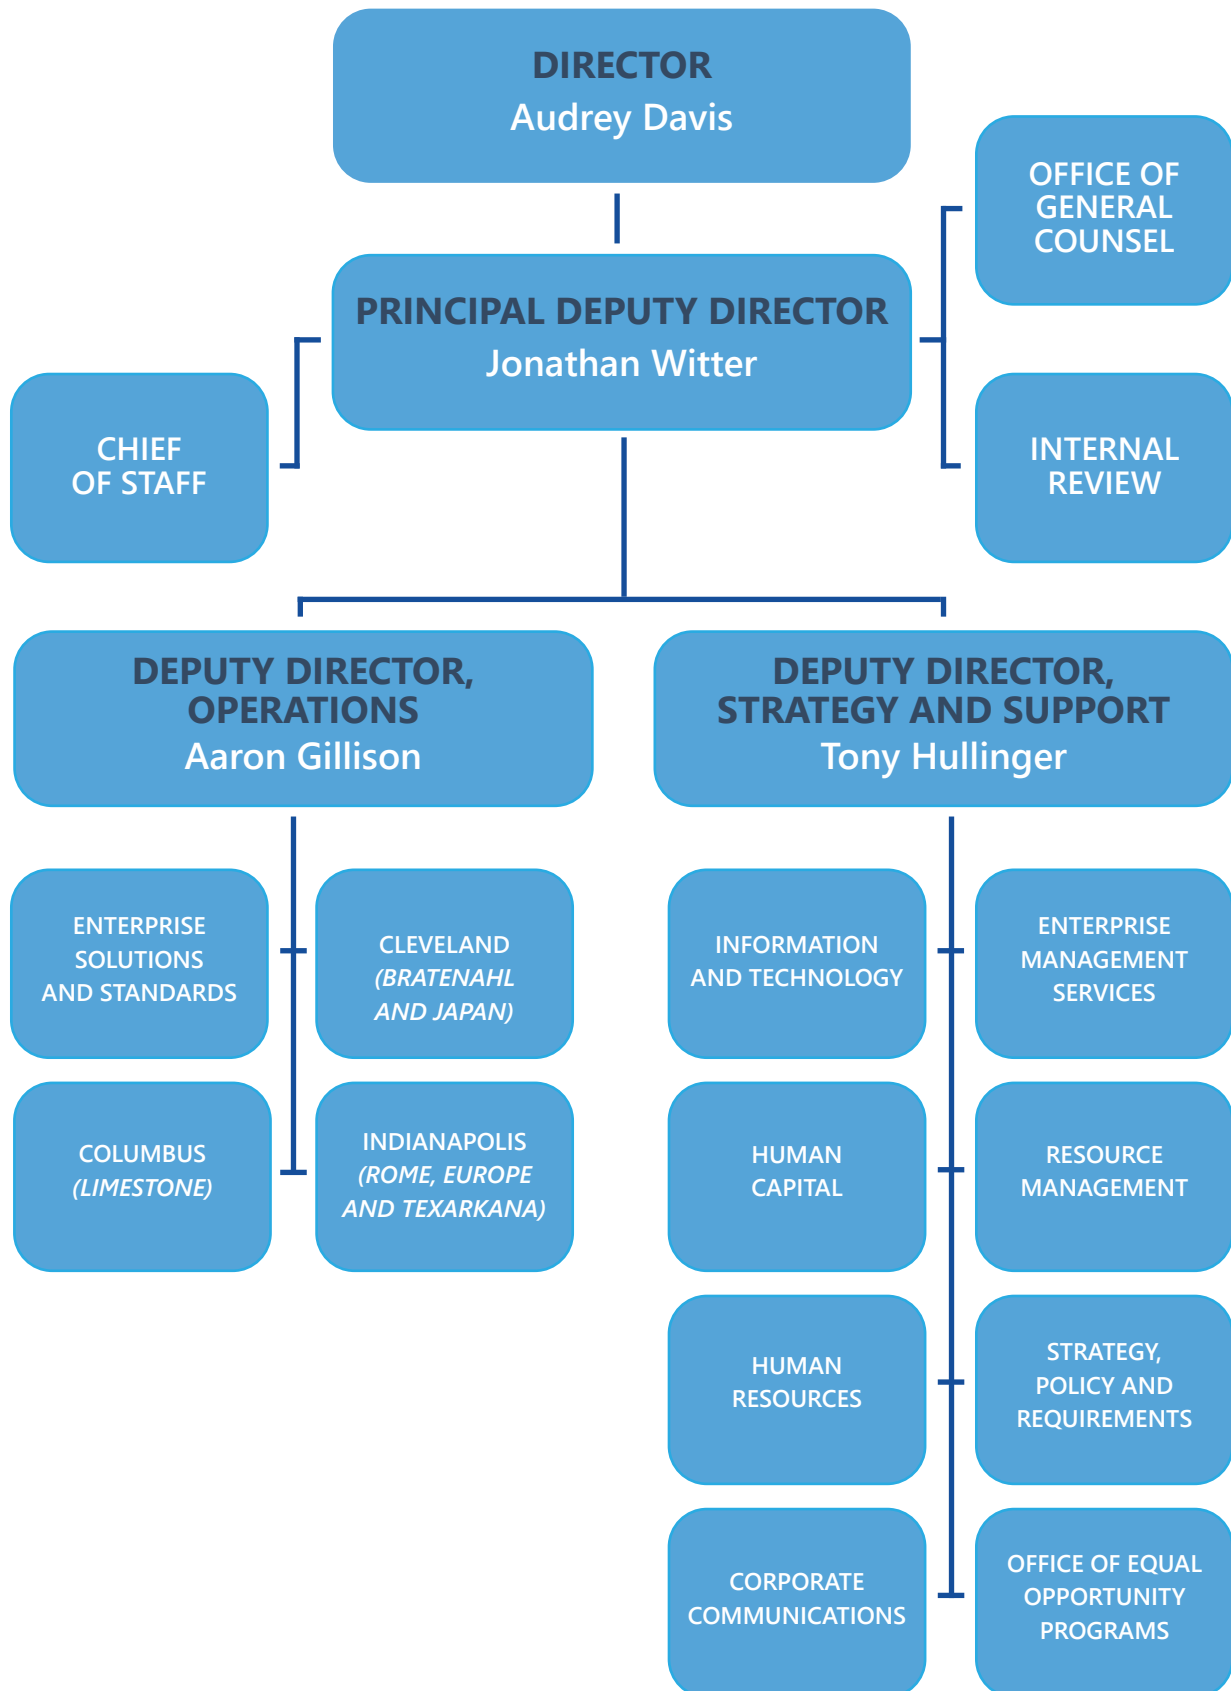 DIRECTOR
Audrey Davis
OFFICE OF
GENERAL
COUNSEL
PRINCIPAL DEPUTY DIRECTOR
Jonathan Witter
CHIEF
OF STAFF
INTERNAL
REVIEW
DEPUTY DIRECTOR,
OPERATIONS
Aaron Gillison
DEPUTY DIRECTOR,
STRATEGY AND SUPPORT
Tony Hullinger
ENTERPRISE
SOLUTIONS
AND STANDARDS
CLEVELAND
(BRATENAHL
AND JAPAN)
COLUMBUS
(LIMESTONE)
INDIANAPOLIS
(ROME, EUROPE
AND TEXARKANA)
INFORMATION
AND TECHNOLOGY
ENTERPRISE
MANAGEMENT
SERVICES
HUMAN
CAPITAL
RESOURCE
MANAGEMENT
HUMAN
RESOURCES
STRATEGY,
POLICY AND
REQUIREMENTS
CORPORATE
COMMUNICATIONS
OFFICE OF EQUAL
OPPORTUNITY
PROGRAMS